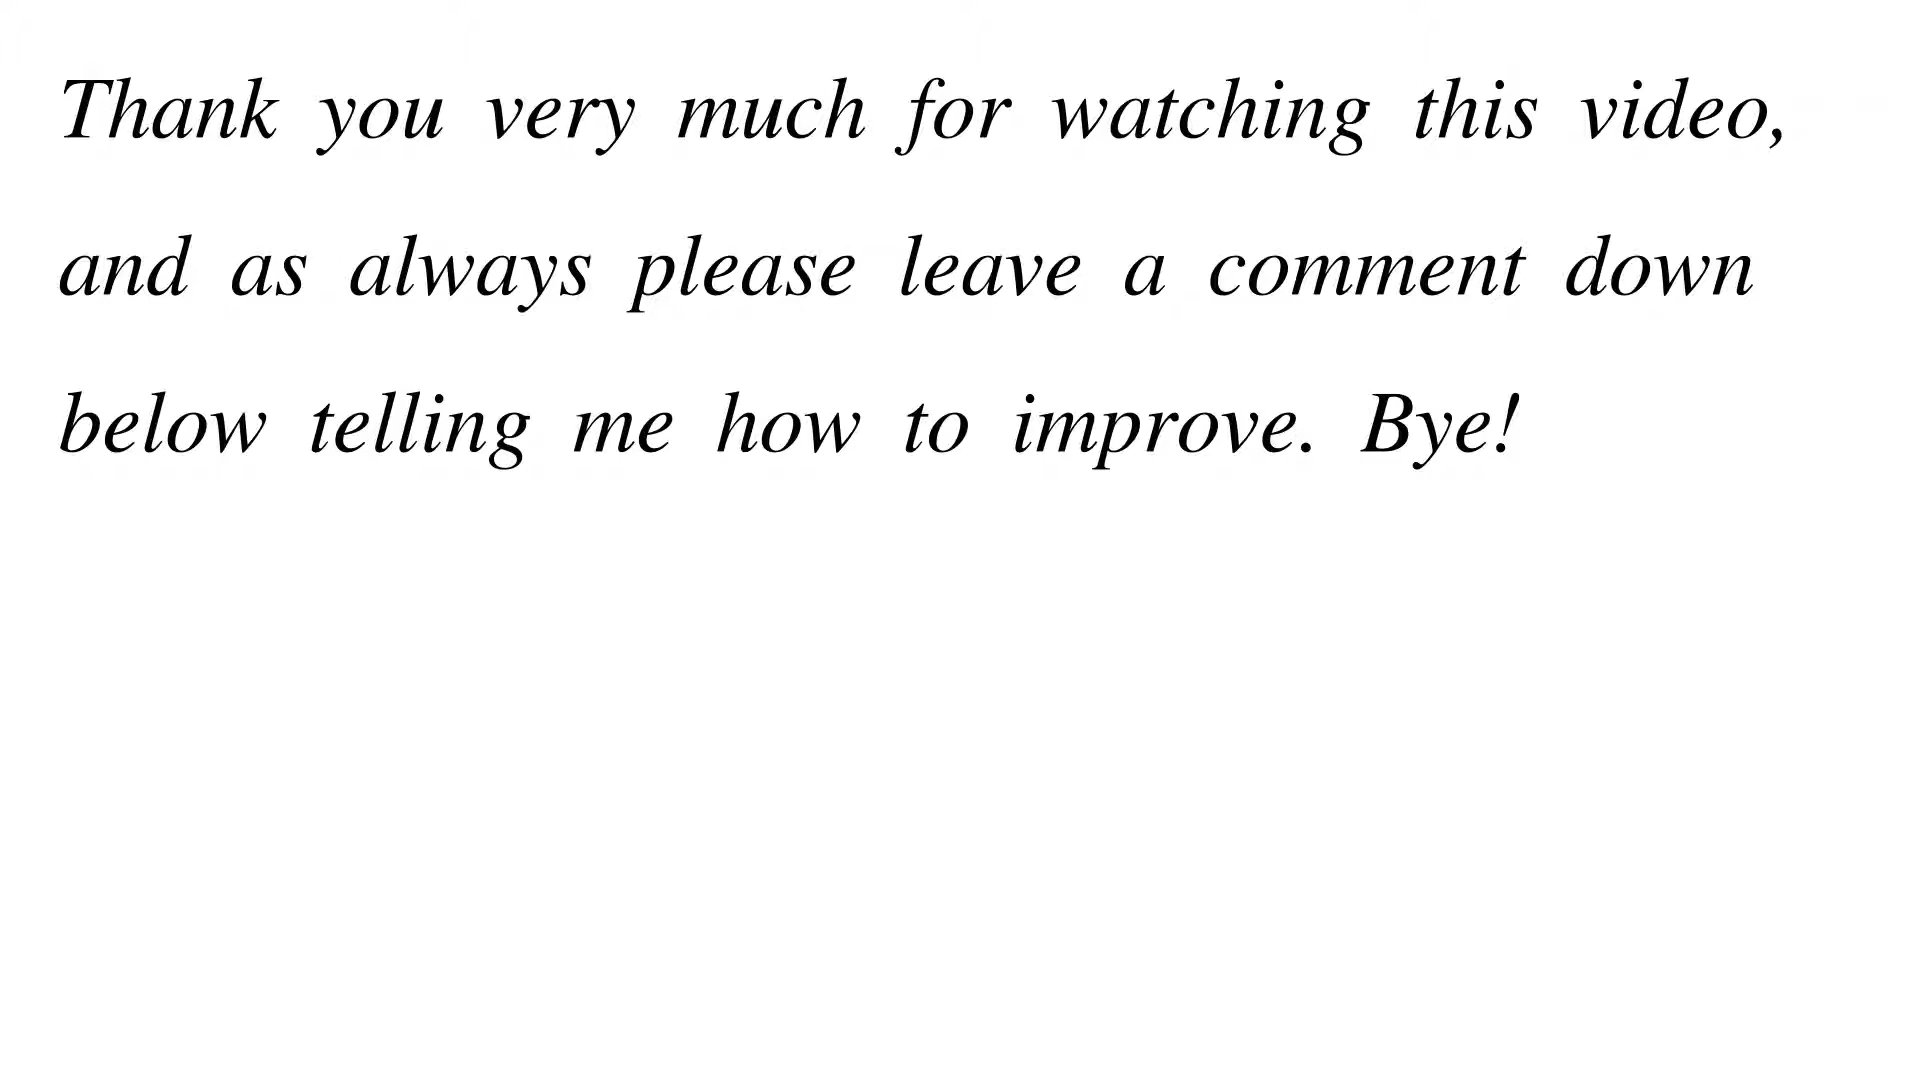 Thank you very much for watching this video,
and as always please leave a comment down
below telling me how to improve. Bye!